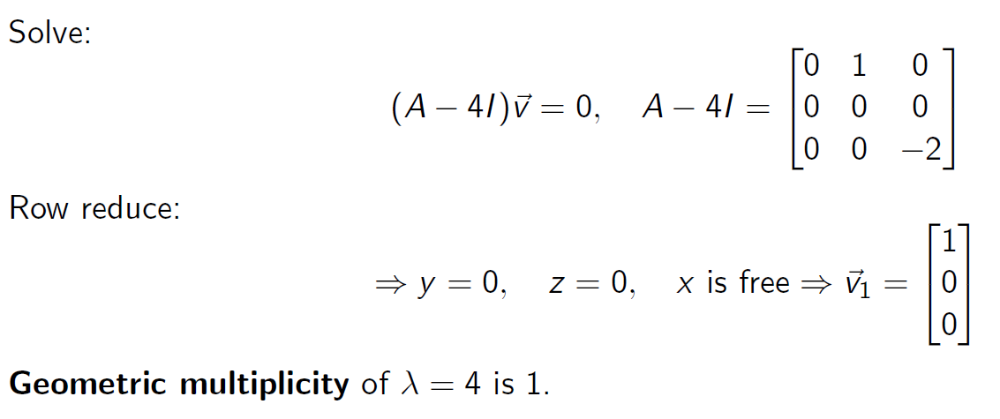 Solve:
$(A - 4I)\vec{v} = 0, \quad A - 4I = \begin{bmatrix} 0 & 1 & 0 \\ 0 & 0 & 0 \\ 0 & 0 & -2 \end{bmatrix}$
Row reduce:
$\Rightarrow y = 0, \quad z = 0, \quad x \text{ is free} \Rightarrow \vec{v}_1 = \begin{bmatrix} 1 \\ 0 \\ 0 \end{bmatrix}$
Geometric multiplicity of $\lambda = 4$ is 1.